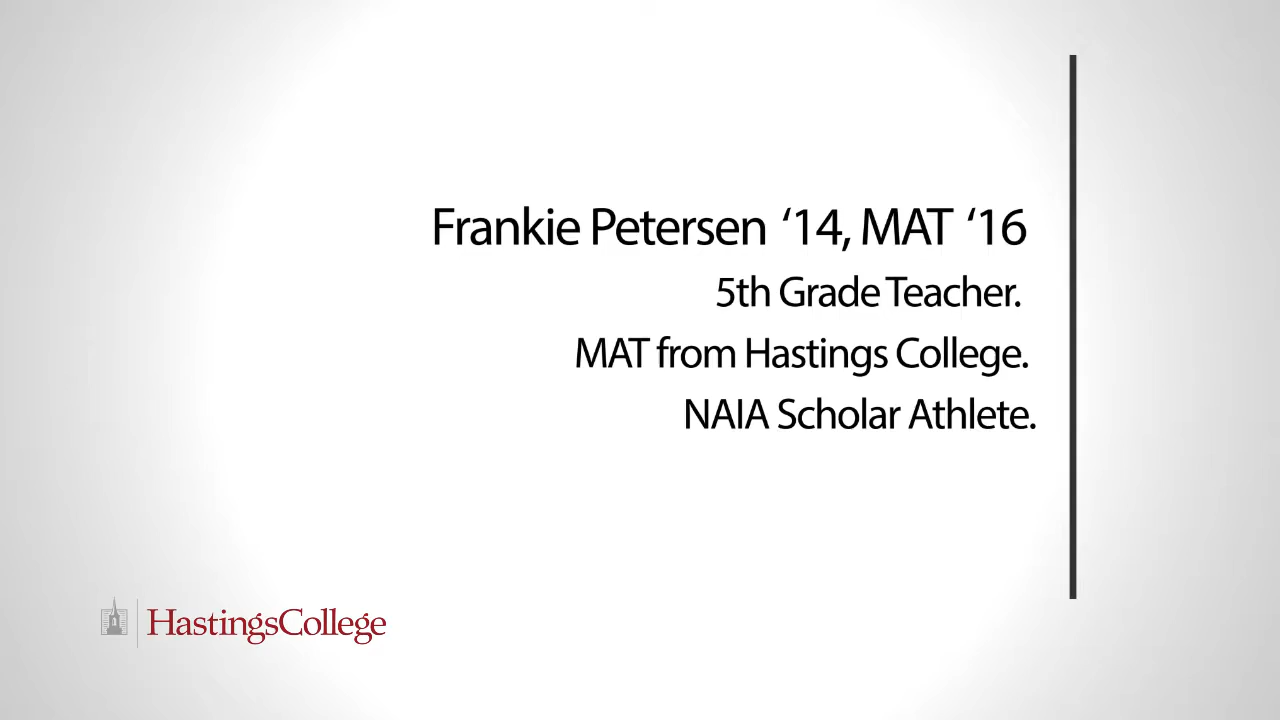 Frankie Petersen ‘14, MAT ‘16
5th Grade Teacher.
MAT from Hastings College.
NAIA Scholar Athlete.
HastingsCollege